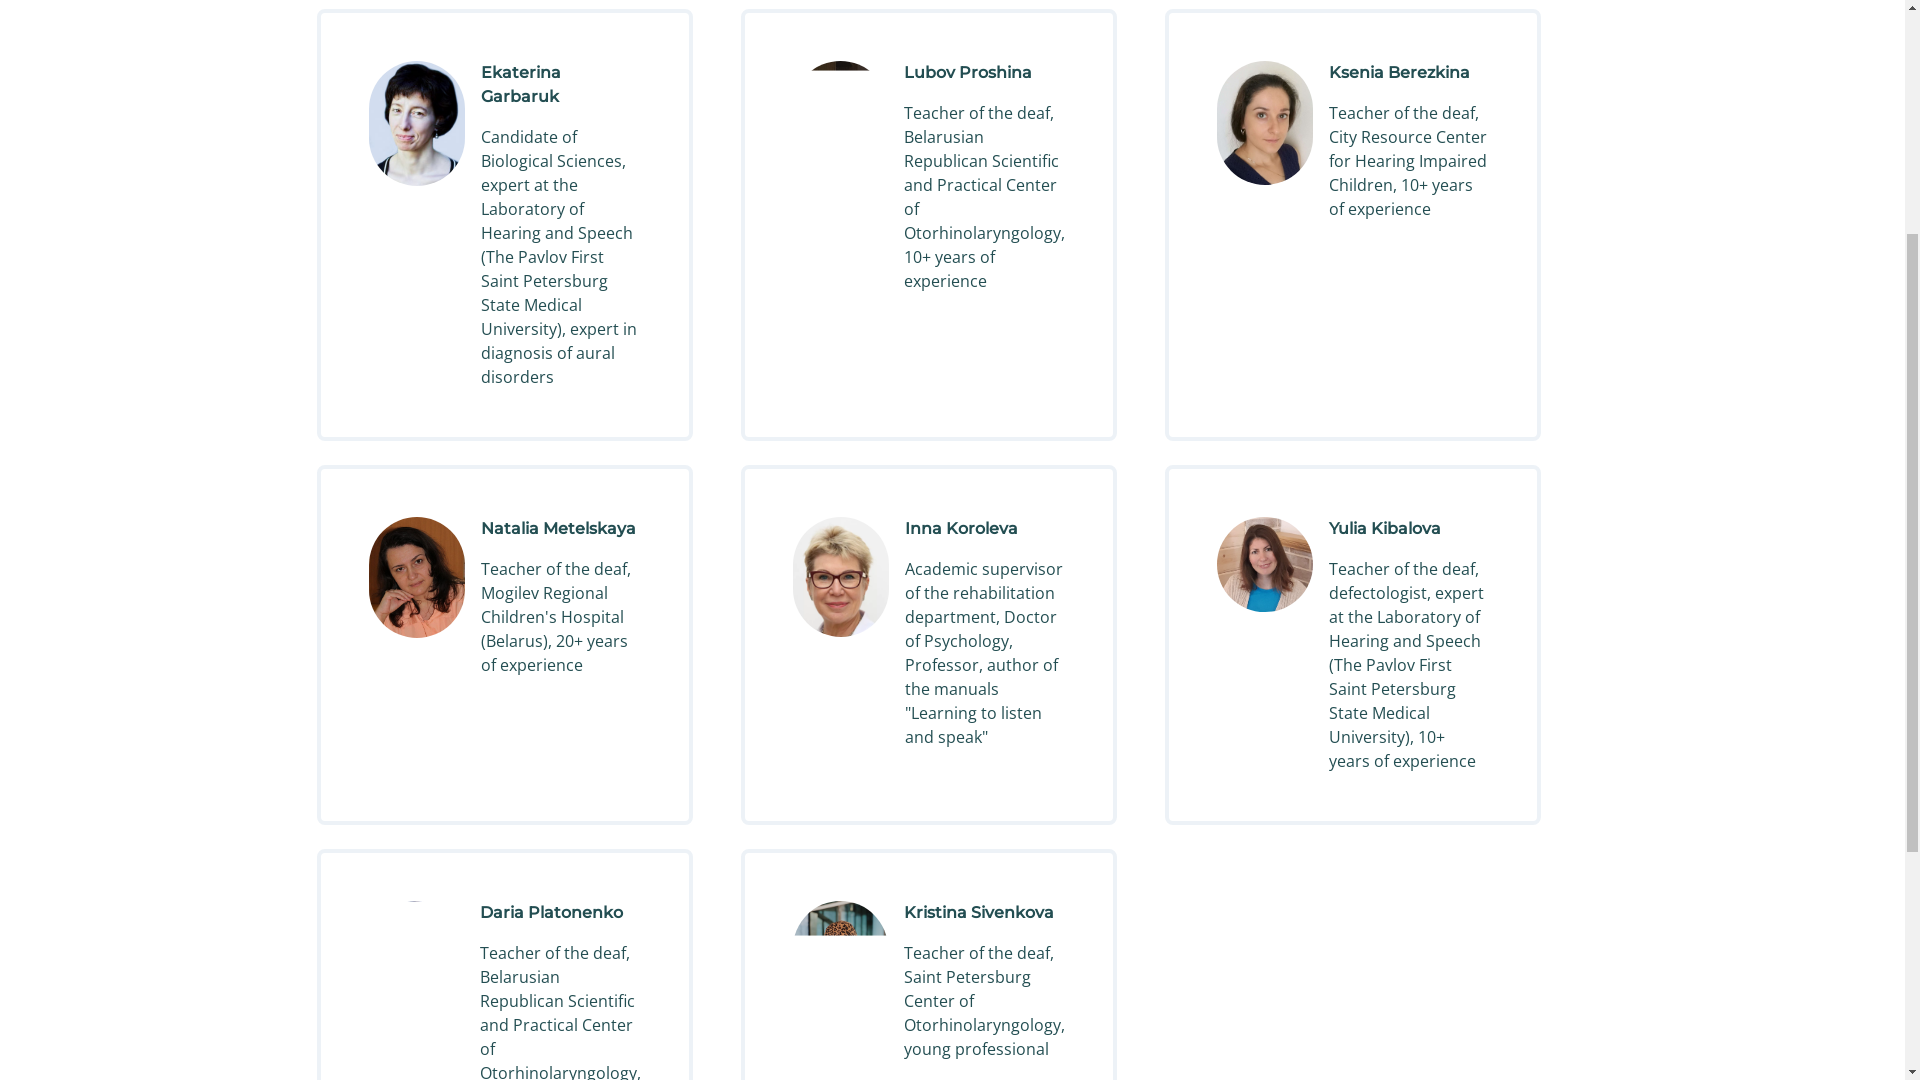 Ekaterina
Garbaruk
Candidate of
Biological Sciences,
expert at the
Laboratory of
Hearing and Speech
(The Pavlov First
Saint Petersburg
State Medical
University), expert in
diagnosis of aural
disorders
Lubov Proshina
Teacher of the deaf,
Belarusian
Republican Scientific
and Practical Center
of
Otorhinolaryngology,
10+ years of
experience
Ksenia Berezkina
Teacher of the deaf,
City Resource Center
for Hearing Impaired
Children, 10+ years
of experience
Natalia Metelskaya
Teacher of the deaf,
Mogilev Regional
Children's Hospital
(Belarus), 20+ years
of experience
Inna Koroleva
Academic supervisor
of the rehabilitation
department, Doctor
of Psychology,
Professor, author of
the manuals
"Learning to listen
and speak"
Yulia Kibalova
Teacher of the deaf,
defectologist, expert
at the Laboratory of
Hearing and Speech
(The Pavlov First
Saint Petersburg
State Medical
University), 10+
years of experience
Daria Platonenko
Teacher of the deaf,
Belarusian
Republican Scientific
and Practical Center
of
Otorhinolaryngology,
Kristina Sivenkova
Teacher of the deaf,
Saint Petersburg
Center of
Otorhinolaryngology,
young professional